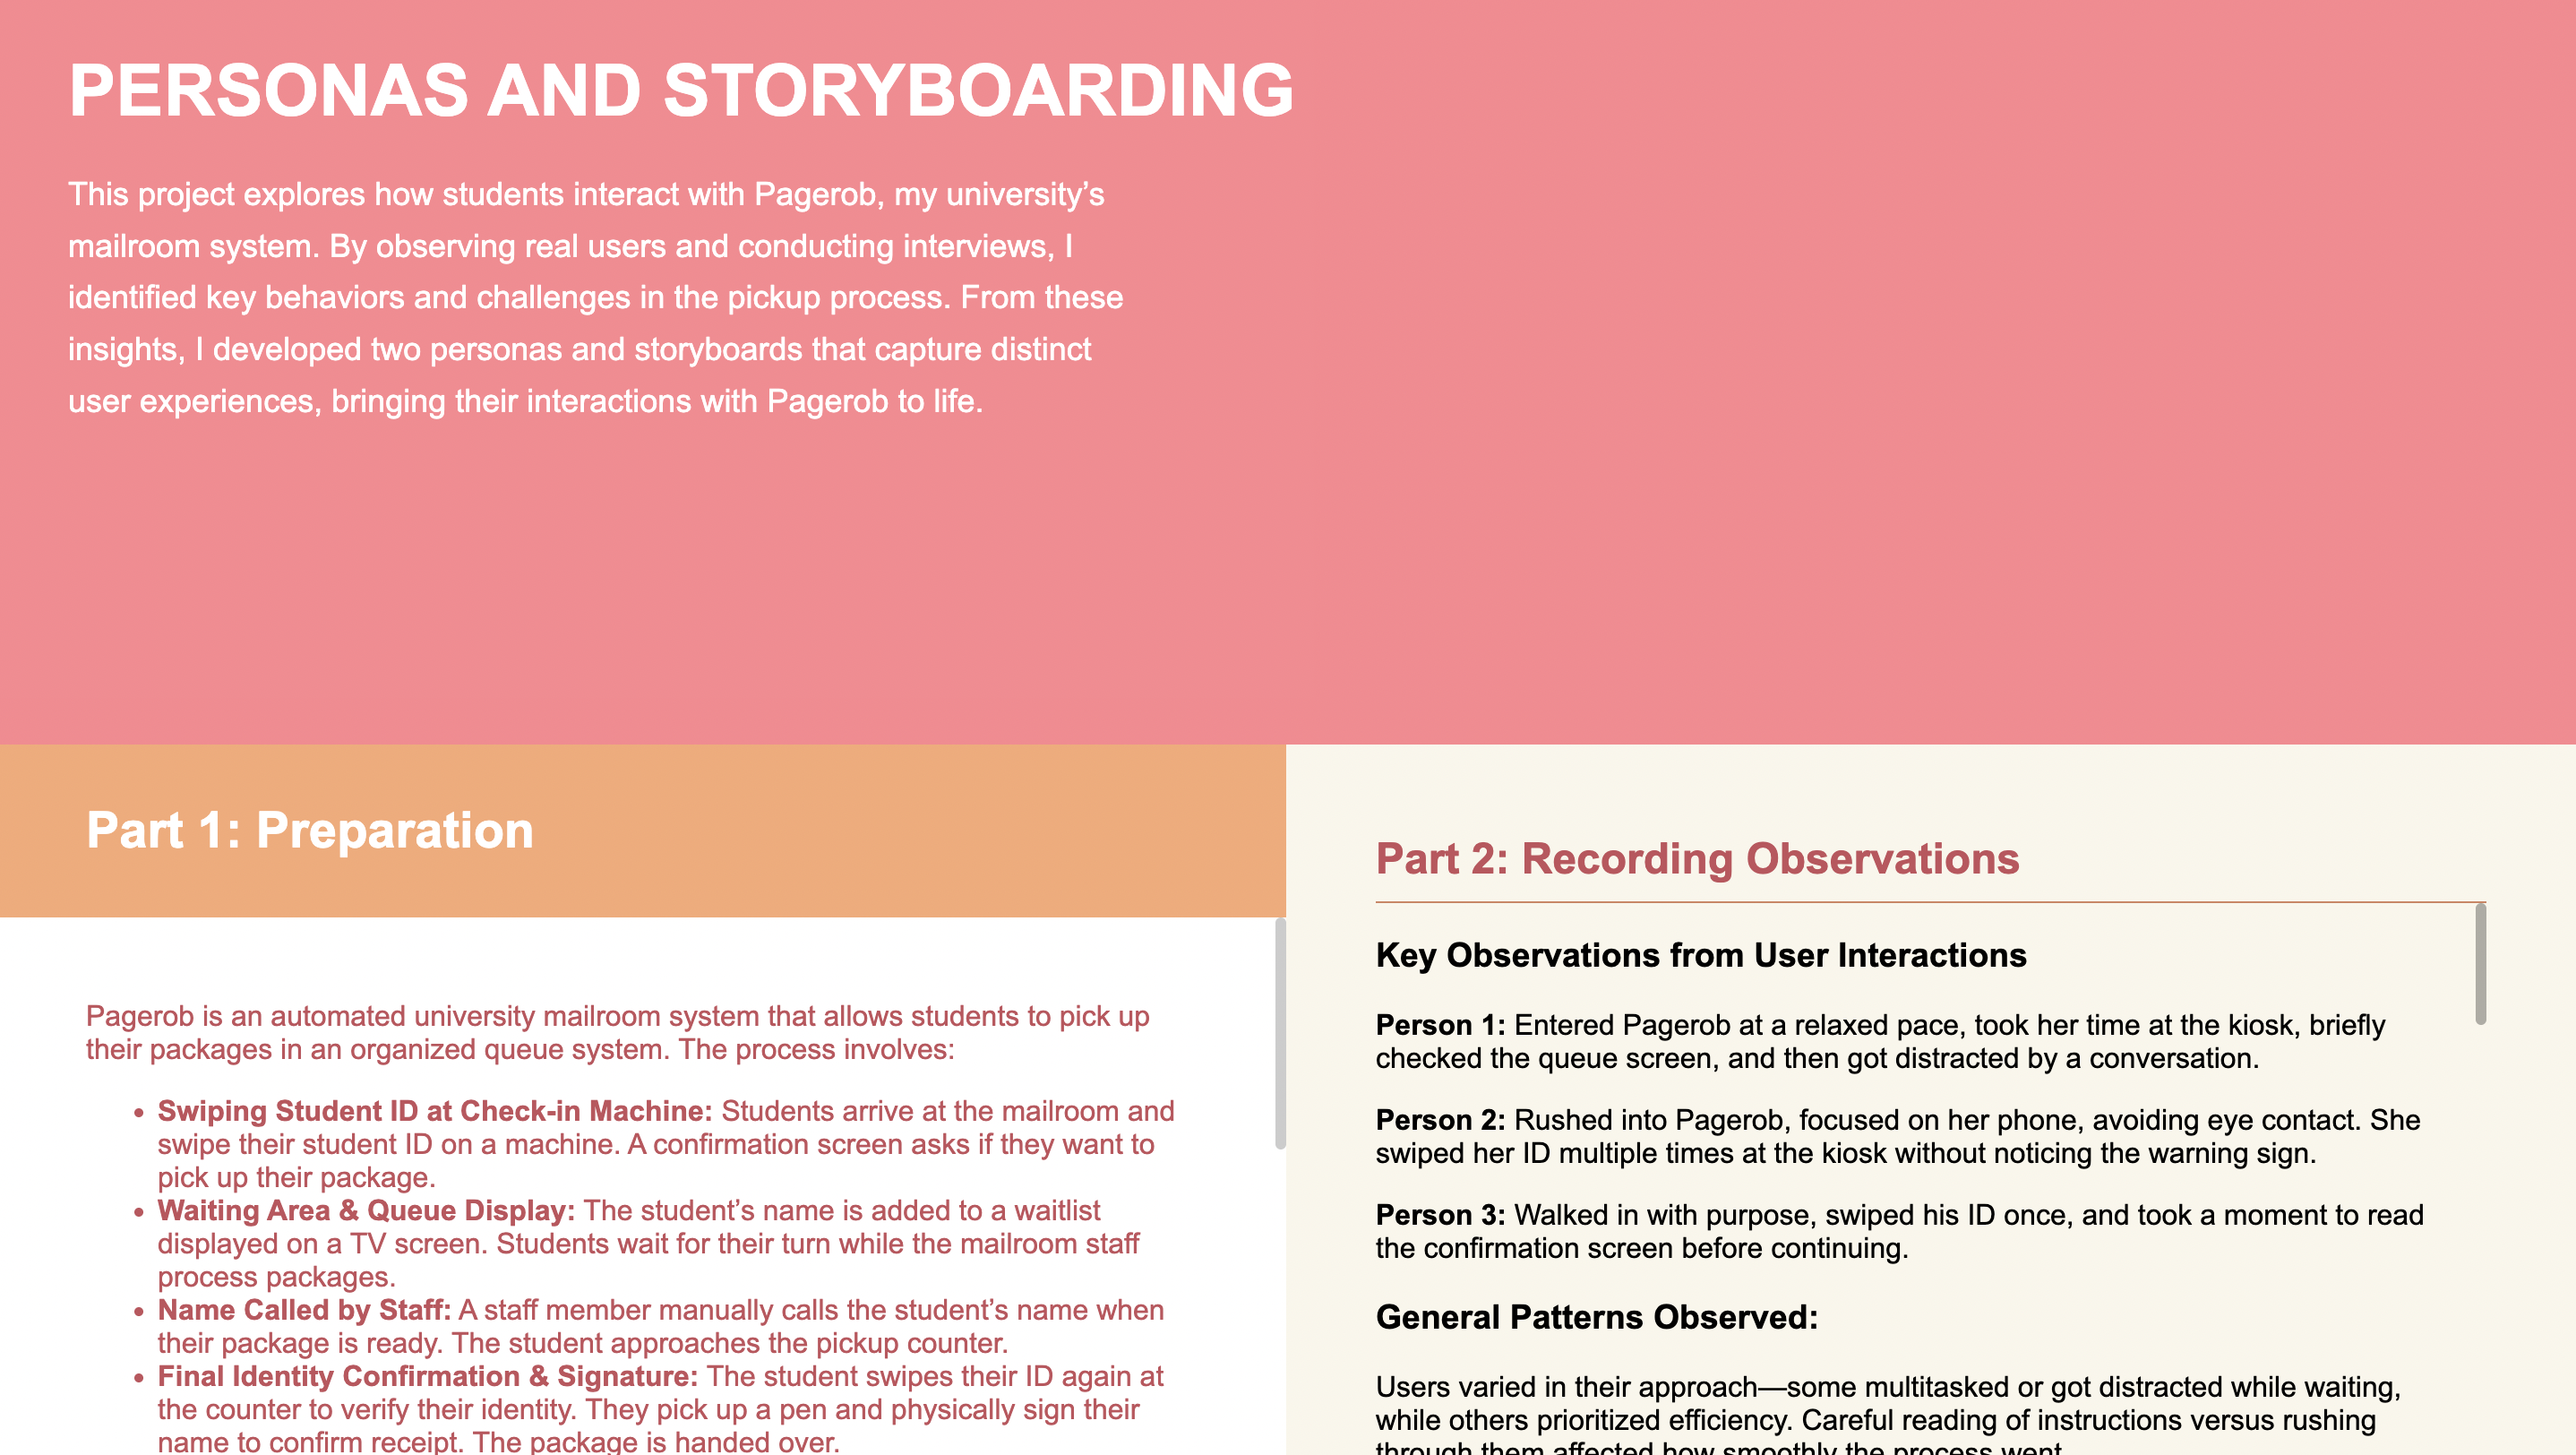 PERSONAS AND STORYBOARDING
This project explores how students interact with Pagerob, my university’s
mailroom system. By observing real users and conducting interviews, I
identified key behaviors and challenges in the pickup process. From these
insights, I developed two personas and storyboards that capture distinct
user experiences, bringing their interactions with Pagerob to life.
Part 1: Preparation
Pagerob is an automated university mailroom system that allows students to pick up
their packages in an organized queue system. The process involves:
• Swiping Student ID at Check-in Machine: Students arrive at the mailroom and
swipe their student ID on a machine. A confirmation screen asks if they want to
pick up their package.
• Waiting Area & Queue Display: The student’s name is added to a waitlist
displayed on a TV screen. Students wait for their turn while the mailroom staff
process packages.
• Name Called by Staff: A staff member manually calls the student’s name when
their package is ready. The student approaches the pickup counter.
• Final Identity Confirmation & Signature: The student swipes their ID again at
the counter to verify their identity. They pick up a pen and physically sign their
name to confirm receipt. The package is handed over.
Part 2: Recording Observations
Key Observations from User Interactions
Person 1: Entered Pagerob at a relaxed pace, took her time at the kiosk, briefly
checked the queue screen, and then got distracted by a conversation.
Person 2: Rushed into Pagerob, focused on her phone, avoiding eye contact. She
swiped her ID multiple times at the kiosk without noticing the warning sign.
Person 3: Walked in with purpose, swiped his ID once, and took a moment to read
the confirmation screen before continuing.
General Patterns Observed:
Users varied in their approach—some multitasked or got distracted while waiting,
while others prioritized efficiency. Careful reading of instructions versus rushing
through them affected how smoothly the process went.